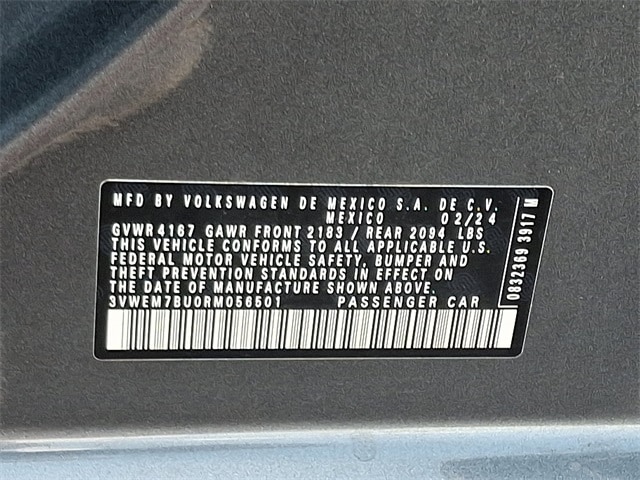 MFD BY VOLKSWAGEN DE MEXICO S.A. DE C.V.
MEXICO 02/24
GVWR 4167 GAWR FRONT 2183 / REAR 2094 LBS
THIS VEHICLE CONFORMS TO ALL APPLICABLE U.S.
FEDERAL MOTOR VEHICLE SAFETY, BUMPER AND
THEFT PREVENTION STANDARDS IN EFFECT ON
THE DATE OF MANUFACTURE SHOWN ABOVE.
3VWEM7BU0RM056501 PASSENGER CAR
0832369 3917 M